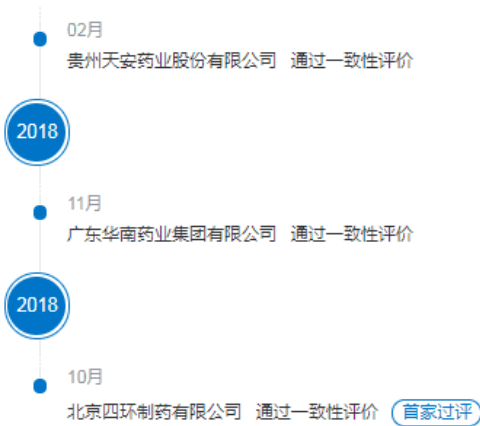 02月
贵州天安药业股份有限公司 通过一致性评价
2018
11月
广东华南药业集团有限公司 通过一致性评价
2018
10月
北京四环制药有限公司 通过一致性评价 首家过评